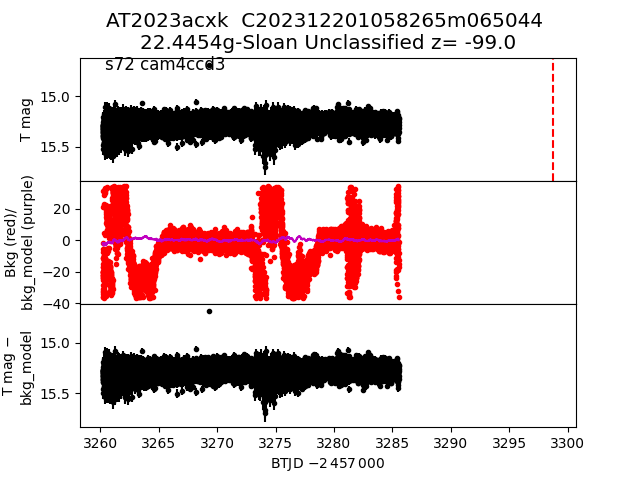 AT2023acxk C202312201058265m065044
22.4454g-Sloan Unclassified z= -99.0
s72 cam4ccd3
T mag
15.0
15.5
Bkg (red)/
bkg_model (purple)
20
0
−20
−40
T mag −
bkg_model
15.0
15.5
3260 3265 3270 3275 3280 3285 3290 3295 3300
BTJD −2 457 000